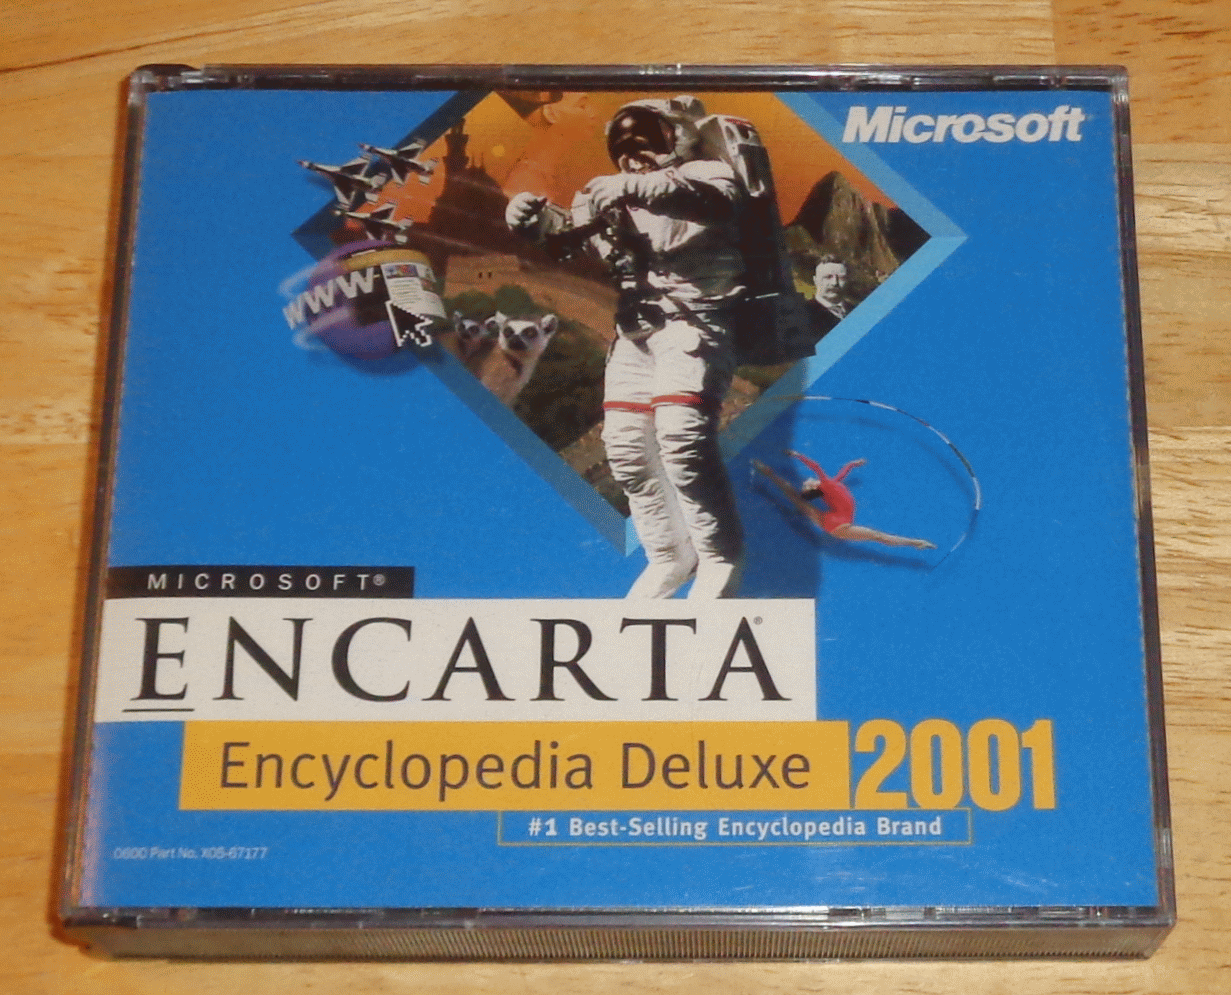 Microsoft
WWW
MICROSOFT®
ENCARTA®
Encyclopedia Deluxe 2001
#1 Best-Selling Encyclopedia Brand
0800 Part No. X05-67177